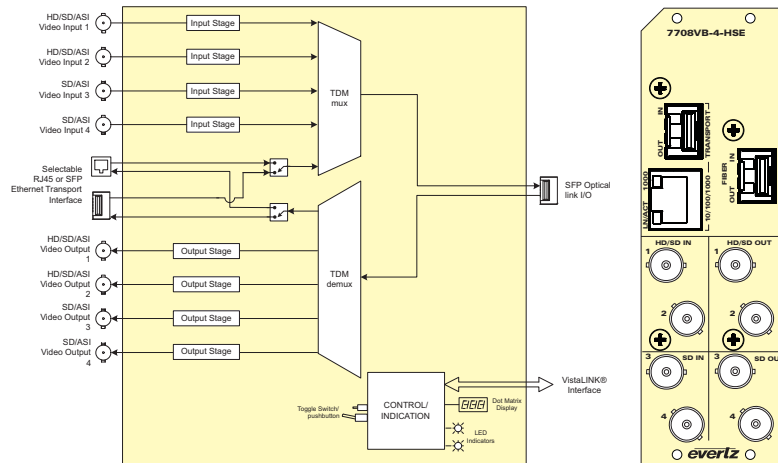 HD/SD/ASI
Video Input 1
HD/SD/ASI
Video Input 2
SD/ASI
Video Input 3
SD/ASI
Video Input 4
Input Stage
Input Stage
Input Stage
Input Stage
TDM
mux
Selectable
RJ45 or SFP
Ethernet Transport
Interface
SFP Optical
link I/O
HD/SD/ASI
Video Output
1
HD/SD/ASI
Video Output
2
SD/ASI
Video Output
3
SD/ASI
Video Output
4
Output Stage
Output Stage
Output Stage
Output Stage
TDM
demux
Toggle Switch/
pushbutton
CONTROL/
INDICATION
Dot Matrix
Display
LED
Indicators
VistaLINK®
Interface
7708VB-4-HSE
IN
OUT
TRANSPORT
1000
LN/ACT
10/100/1000
IN
FIBER
OUT
HD/SD IN
1
2
HD/SD OUT
1
2
3
SD IN
4
3
SD OU
4
evertz